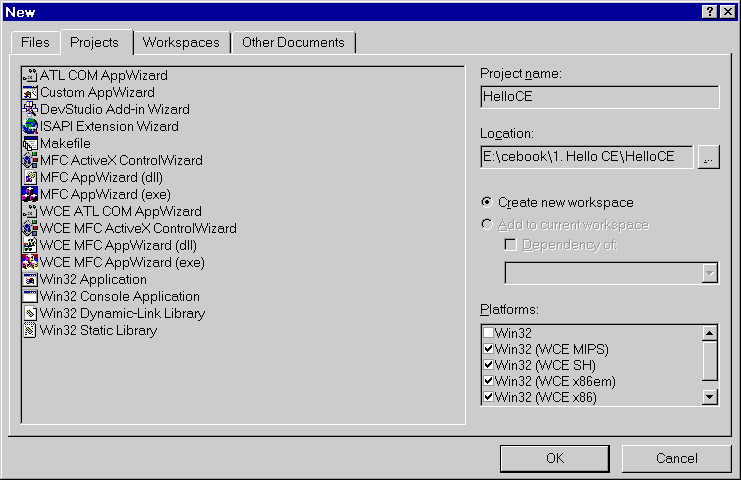 New
Files
Projects
Workspaces
Other Documents
ATL COM AppWizard
Custom AppWizard
DevStudio Add-in Wizard
ISAPI Extension Wizard
Makefile
MFC ActiveX ControlWizard
MFC AppWizard (dll)
MFC AppWizard (exe)
WCE ATL COM AppWizard
WCE MFC ActiveX ControlWizard
WCE MFC AppWizard (dll)
WCE MFC AppWizard (exe)
Win32 Application
Win32 Console Application
Win32 Dynamic-Link Library
Win32 Static Library
Project name:
HelloCE
Location:
E:\cebook\1. Hello CE\HelloCE
...
Create new workspace
Add to current workspace
Dependency of:
Platforms:
Win32
Win32 (WCE MIPS)
Win32 (WCE SH)
Win32 (WCE x86em)
Win32 (WCE x86)
OK
Cancel